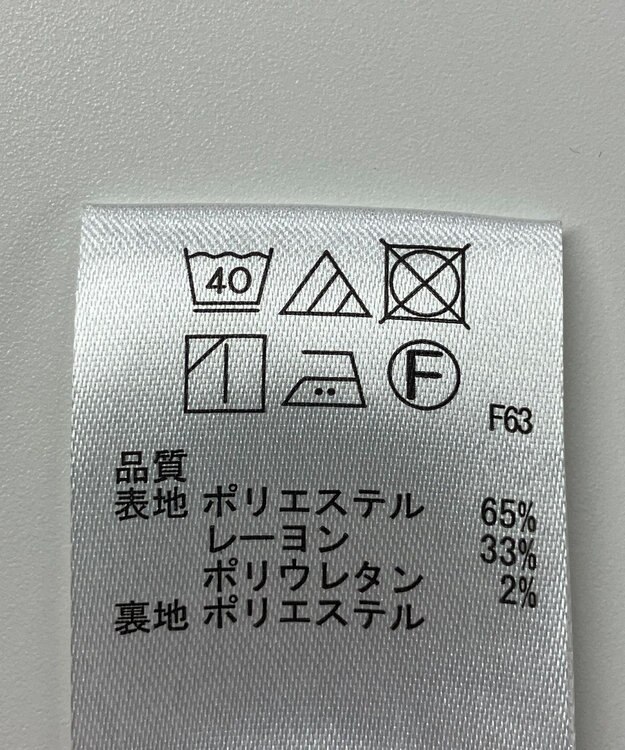 40
F
F63
品質
表地 ポリエステル 65%
レーヨン 33%
ポリウレタン 2%
裏地 ポリエステル